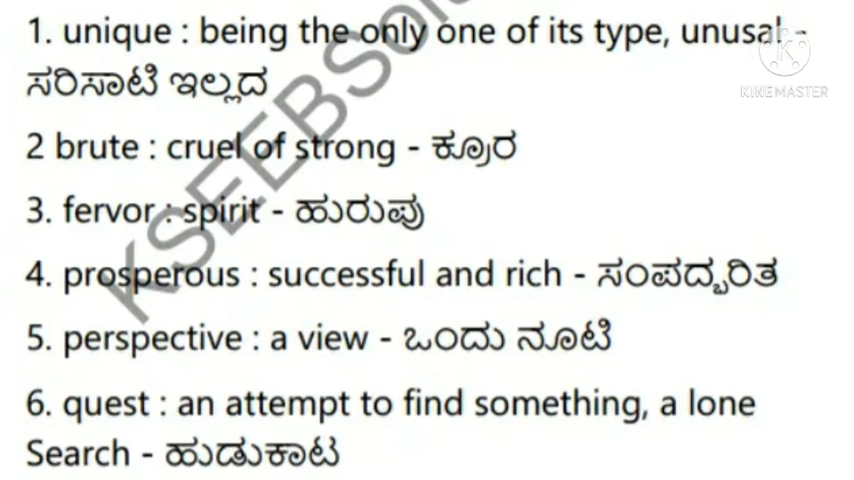 1. unique : being the only one of its type, unusal -
ಸರಿಸಾಟಿ ಇಲ್ಲದ
KINEMASTER
2 brute : cruel of strong - ಕ್ರೂರ
3. fervor : spirit - ಹುರುಪು
4. prosperous : successful and rich - ಸಂಪದ್ಭರಿತ
5. perspective : a view - ಒಂದು ನೂಟಿ
6. quest : an attempt to find something, a lone
Search - ಹುಡುಕಾಟ